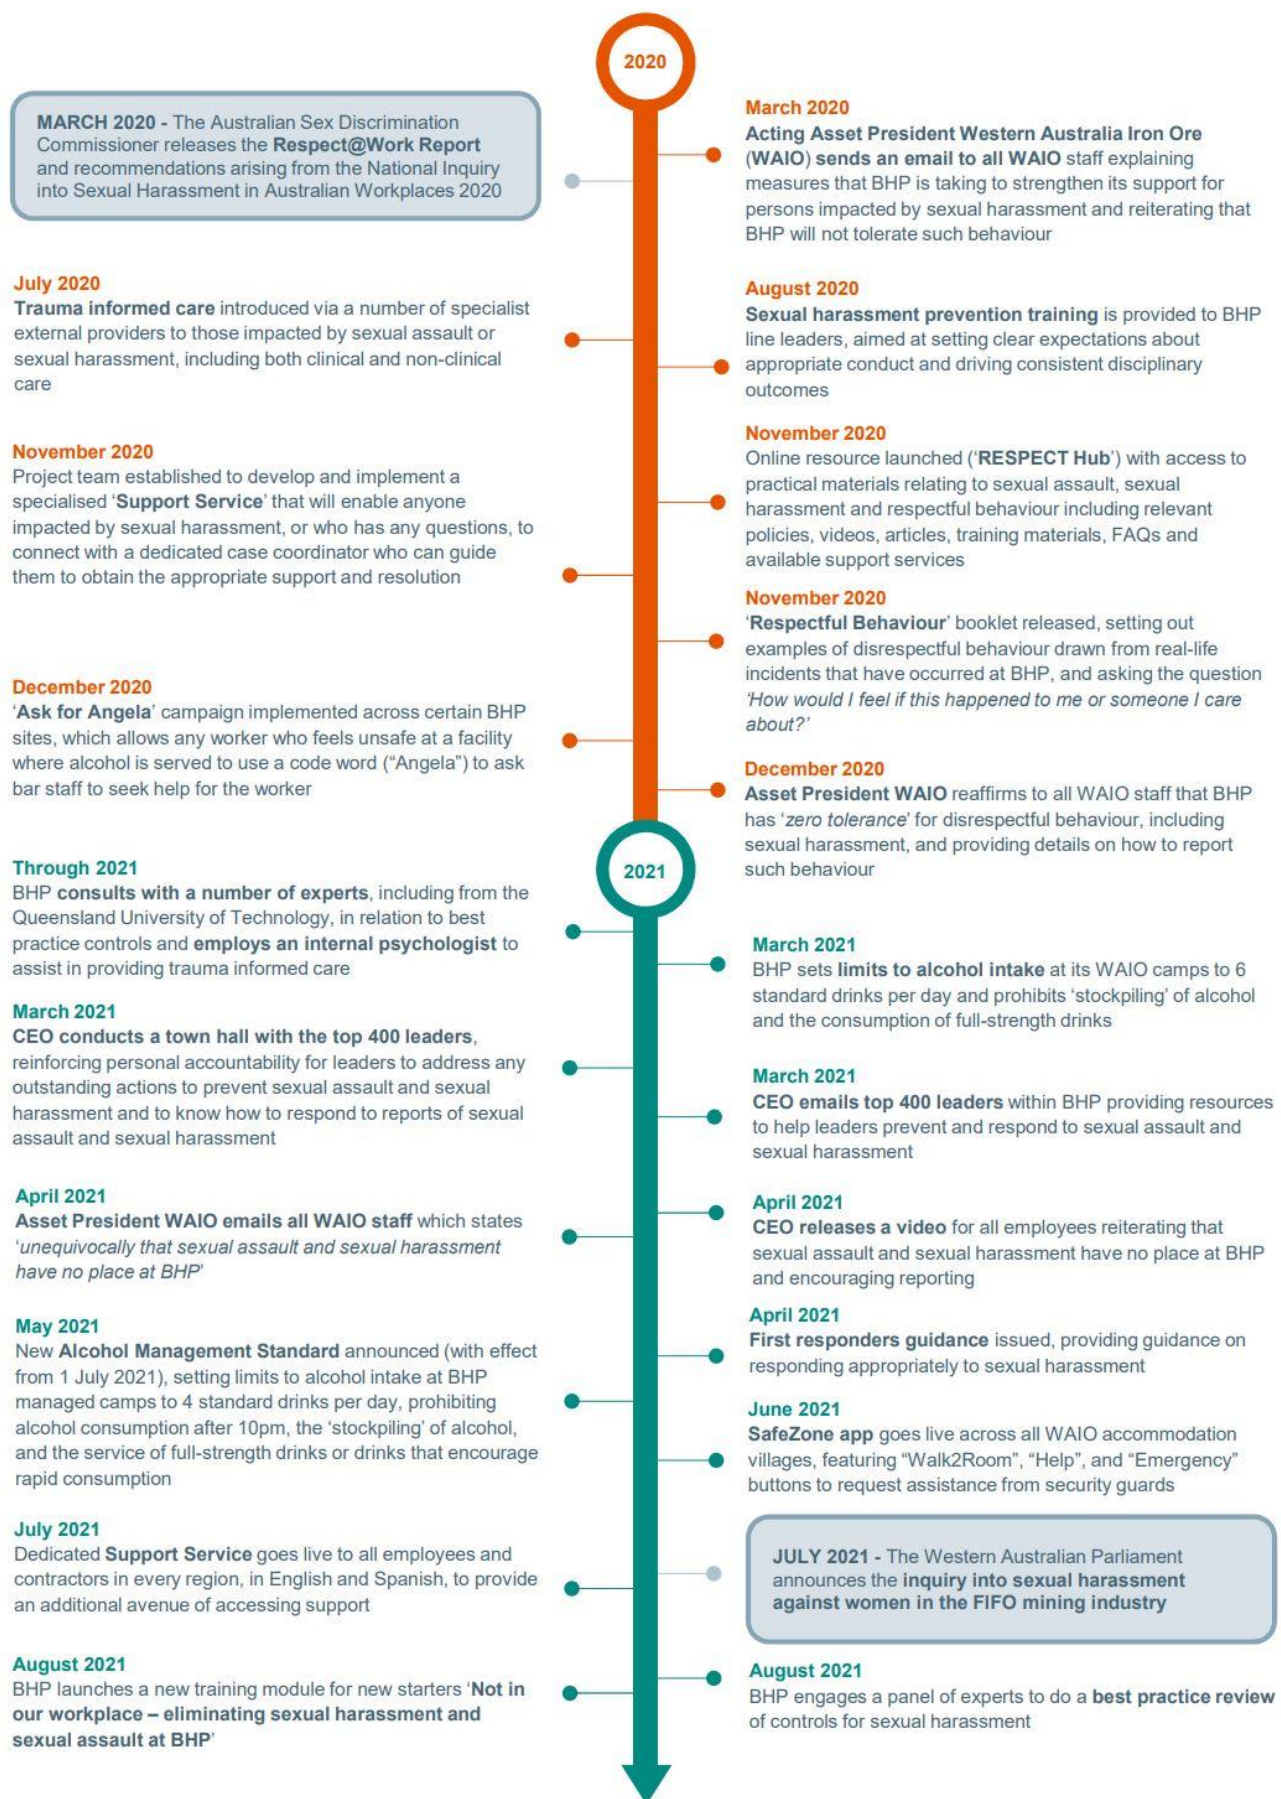 2020
MARCH 2020 - The Australian Sex Discrimination
Commissioner releases the Respect@Work Report
and recommendations arising from the National Inquiry
into Sexual Harassment in Australian Workplaces 2020
March 2020
Acting Asset President Western Australia Iron Ore
(WAIO) sends an email to all WAIO staff explaining
measures that BHP is taking to strengthen its support for
persons impacted by sexual harassment and reiterating that
BHP will not tolerate such behaviour
July 2020
Trauma informed care introduced via a number of specialist
external providers to those impacted by sexual assault or
sexual harassment, including both clinical and non-clinical
care
August 2020
Sexual harassment prevention training is provided to BHP
line leaders, aimed at setting clear expectations about
appropriate conduct and driving consistent disciplinary
outcomes
November 2020
Online resource launched (‘RESPECT Hub’) with access to
practical materials relating to sexual assault, sexual
harassment and respectful behaviour including relevant
policies, videos, articles, training materials, FAQs and
available support services
November 2020
Project team established to develop and implement a
specialised ‘Support Service’ that will enable anyone
impacted by sexual harassment, or who has any questions, to
connect with a dedicated case coordinator who can guide
them to obtain the appropriate support and resolution
November 2020
‘Respectful Behaviour’ booklet released, setting out
examples of disrespectful behaviour drawn from real-life
incidents that have occurred at BHP, and asking the question
‘How would I feel if this happened to me or someone I care
about?’
December 2020
‘Ask for Angela’ campaign implemented across certain BHP
sites, which allows any worker who feels unsafe at a facility
where alcohol is served to use a code word (“Angela”) to ask
bar staff to seek help for the worker
December 2020
Asset President WAIO reaffirms to all WAIO staff that BHP
has ‘zero tolerance’ for disrespectful behaviour, including
sexual harassment, and providing details on how to report
such behaviour
2021
Through 2021
BHP consults with a number of experts, including from the
Queensland University of Technology, in relation to best
practice controls and employs an internal psychologist to
assist in providing trauma informed care
March 2021
BHP sets limits to alcohol intake at its WAIO camps to 6
standard drinks per day and prohibits ‘stockpiling’ of alcohol
and the consumption of full-strength drinks
March 2021
CEO conducts a town hall with the top 400 leaders,
reinforcing personal accountability for leaders to address any
outstanding actions to prevent sexual assault and sexual
harassment and to know how to respond to reports of sexual
assault and sexual harassment
March 2021
CEO emails top 400 leaders within BHP providing resources
to help leaders prevent and respond to sexual assault and
sexual harassment
April 2021
Asset President WAIO emails all WAIO staff which states
‘unequivocally that sexual assault and sexual harassment
have no place at BHP’
April 2021
CEO releases a video for all employees reiterating that
sexual assault and sexual harassment have no place at BHP
and encouraging reporting
April 2021
First responders guidance issued, providing guidance on
responding appropriately to sexual harassment
May 2021
New Alcohol Management Standard announced (with effect
from 1 July 2021), setting limits to alcohol intake at BHP
managed camps to 4 standard drinks per day, prohibiting
alcohol consumption after 10pm, the ‘stockpiling’ of alcohol,
and the service of full-strength drinks or drinks that encourage
rapid consumption
June 2021
SafeZone app goes live across all WAIO accommodation
villages, featuring “Walk2Room”, “Help”, and “Emergency”
buttons to request assistance from security guards
July 2021
Dedicated Support Service goes live to all employees and
contractors in every region, in English and Spanish, to provide
an additional avenue of accessing support
JULY 2021 - The Western Australian Parliament
announces the inquiry into sexual harassment
against women in the FIFO mining industry
August 2021
BHP launches a new training module for new starters ‘Not in
our workplace – eliminating sexual harassment and
sexual assault at BHP’
August 2021
BHP engages a panel of experts to do a best practice review
of controls for sexual harassment